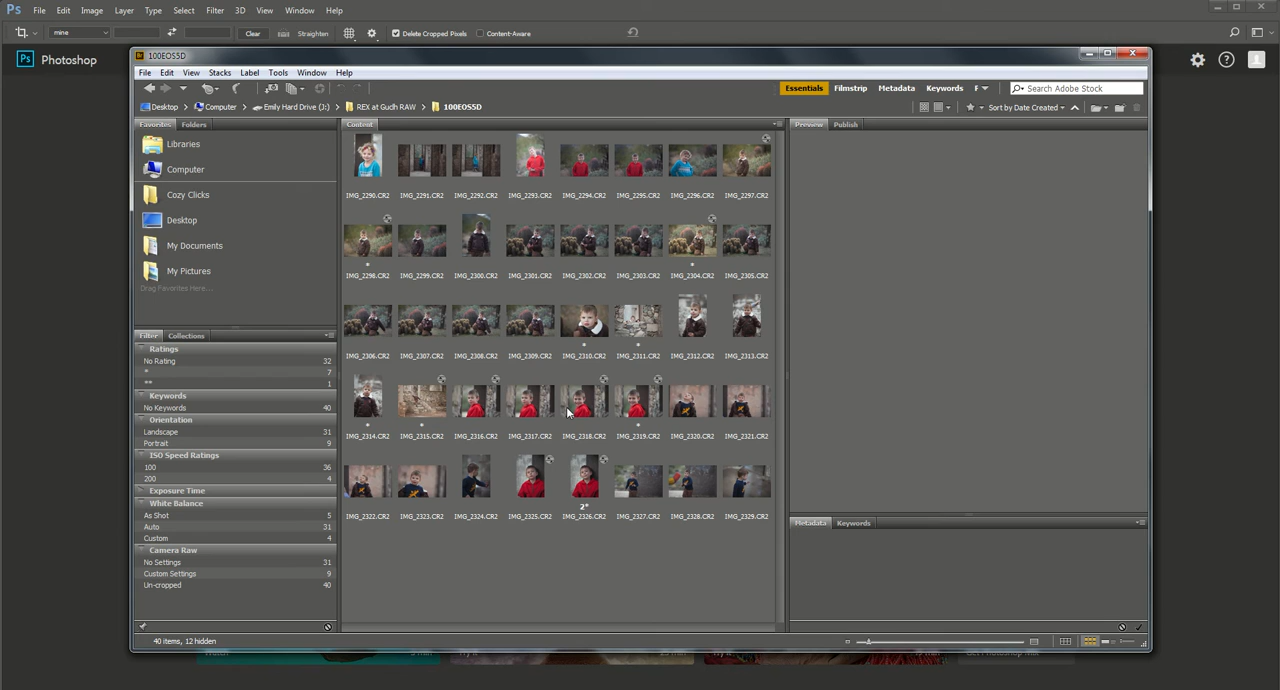 Ps File Edit Image Layer Type Select Filter 3D View Window Help
mine Clear Straighten Delete Cropped Pixels Content-Aware
Ps Photoshop
Br 100EOS5D
File Edit View Stacks Label Tools Window Help
Essentials Filmstrip Metadata Keywords F Search Adobe Stock
Desktop Computer Emily Hard Drive (J:) REX at Gudh RAW 100EOS5D Sort by Date Created
Favorites Folders
Libraries
Computer
Cozy Clicks
Desktop
My Documents
My Pictures
Drag Favorites Here...
Filter Collections
Ratings
No Rating 32
* 7
** 1
Keywords
No Keywords 40
Orientation
Landscape 31
Portrait 9
ISO Speed Ratings
100 36
200 4
Exposure Time
White Balance
As Shot 5
Auto 31
Custom 4
Camera Raw
No Settings 31
Custom Settings 9
Un-cropped 40
Content
IMG_2290.CR2 IMG_2291.CR2 IMG_2292.CR2 IMG_2293.CR2 IMG_2294.CR2 IMG_2295.CR2 IMG_2296.CR2 IMG_2297.CR2
* *
IMG_2298.CR2 IMG_2299.CR2 IMG_2300.CR2 IMG_2301.CR2 IMG_2302.CR2 IMG_2303.CR2 IMG_2304.CR2 IMG_2305.CR2
* *
IMG_2306.CR2 IMG_2307.CR2 IMG_2308.CR2 IMG_2309.CR2 IMG_2310.CR2 IMG_2311.CR2 IMG_2312.CR2 IMG_2313.CR2
* * *
IMG_2314.CR2 IMG_2315.CR2 IMG_2316.CR2 IMG_2317.CR2 IMG_2318.CR2 IMG_2319.CR2 IMG_2320.CR2 IMG_2321.CR2
2*
IMG_2322.CR2 IMG_2323.CR2 IMG_2324.CR2 IMG_2325.CR2 IMG_2326.CR2 IMG_2327.CR2 IMG_2328.CR2 IMG_2329.CR2
Preview Publish
Metadata Keywords
40 items, 12 hidden